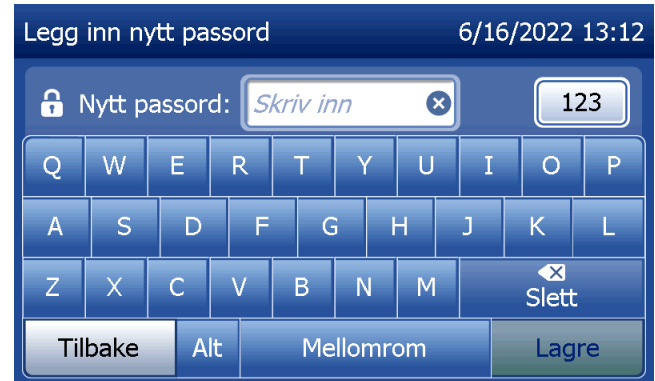 Legg inn nytt passord 6/16/2022 13:12
Nytt passord: Skriv inn 123
Q W E R T Y U I O P
A S D F G H J K L
Z X C V B N M Slett
Tilbake Alt Mellomrom Lagre